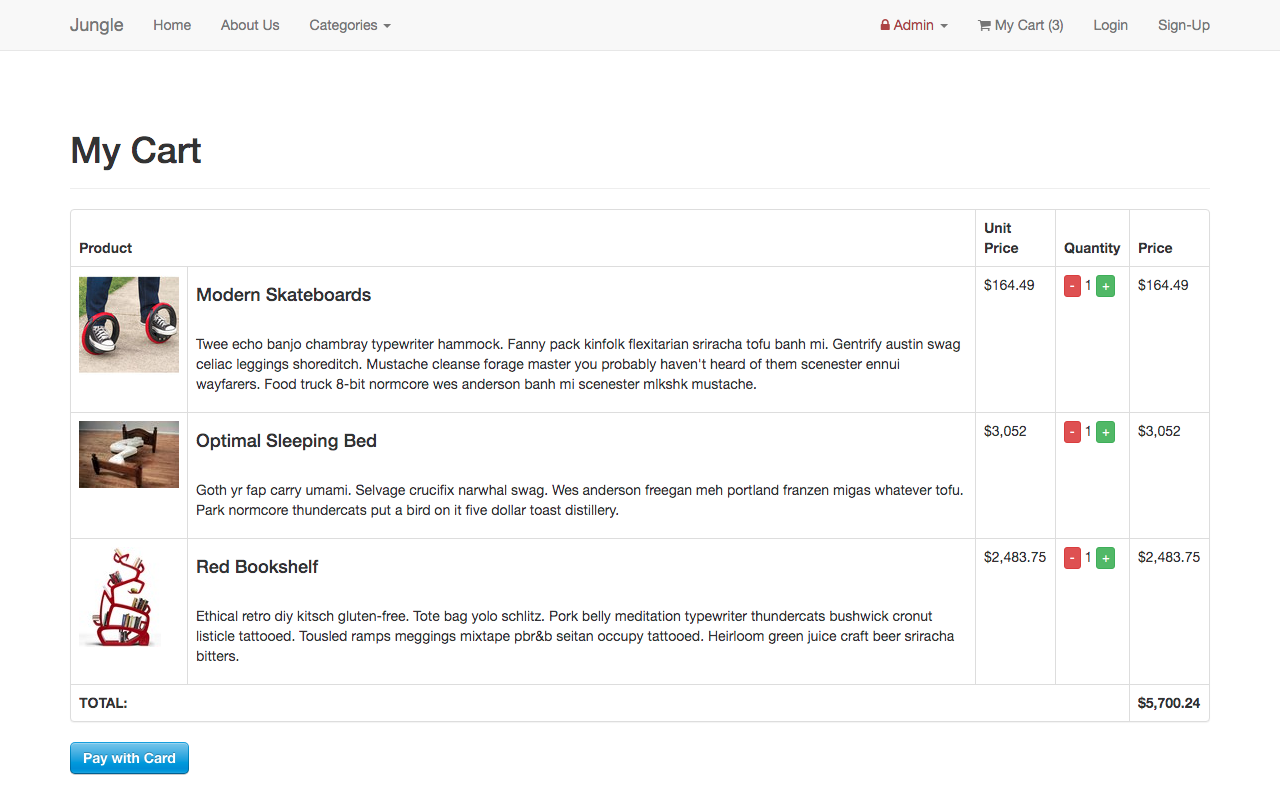 Jungle Home About Us Categories Admin My Cart (3) Login Sign-Up
My Cart
Product Unit Price Quantity Price
Modern Skateboards $164.49 - 1 + $164.49
Twee echo banjo chambray typewriter hammock. Fanny pack kinfolk flexitarian sriracha tofu banh mi. Gentrify austin swag
celiac leggings shoreditch. Mustache cleanse forage master you probably haven't heard of them scenester ennui
wayfarers. Food truck 8-bit normcore wes anderson banh mi scenester mlkshk mustache.
Optimal Sleeping Bed $3,052 - 1 + $3,052
Goth yr fap carry umami. Selvage crucifix narwhal swag. Wes anderson freegan meh portland franzen migas whatever tofu.
Park normcore thundercats put a bird on it five dollar toast distillery.
Red Bookshelf $2,483.75 - 1 + $2,483.75
Ethical retro diy kitsch gluten-free. Tote bag yolo schlitz. Pork belly meditation typewriter thundercats bushwick cronut
listicle tattooed. Tousled ramps meggings mixtape pbr&b seitan occupy tattooed. Heirloom green juice craft beer sriracha
bitters.
TOTAL: $5,700.24
Pay with Card